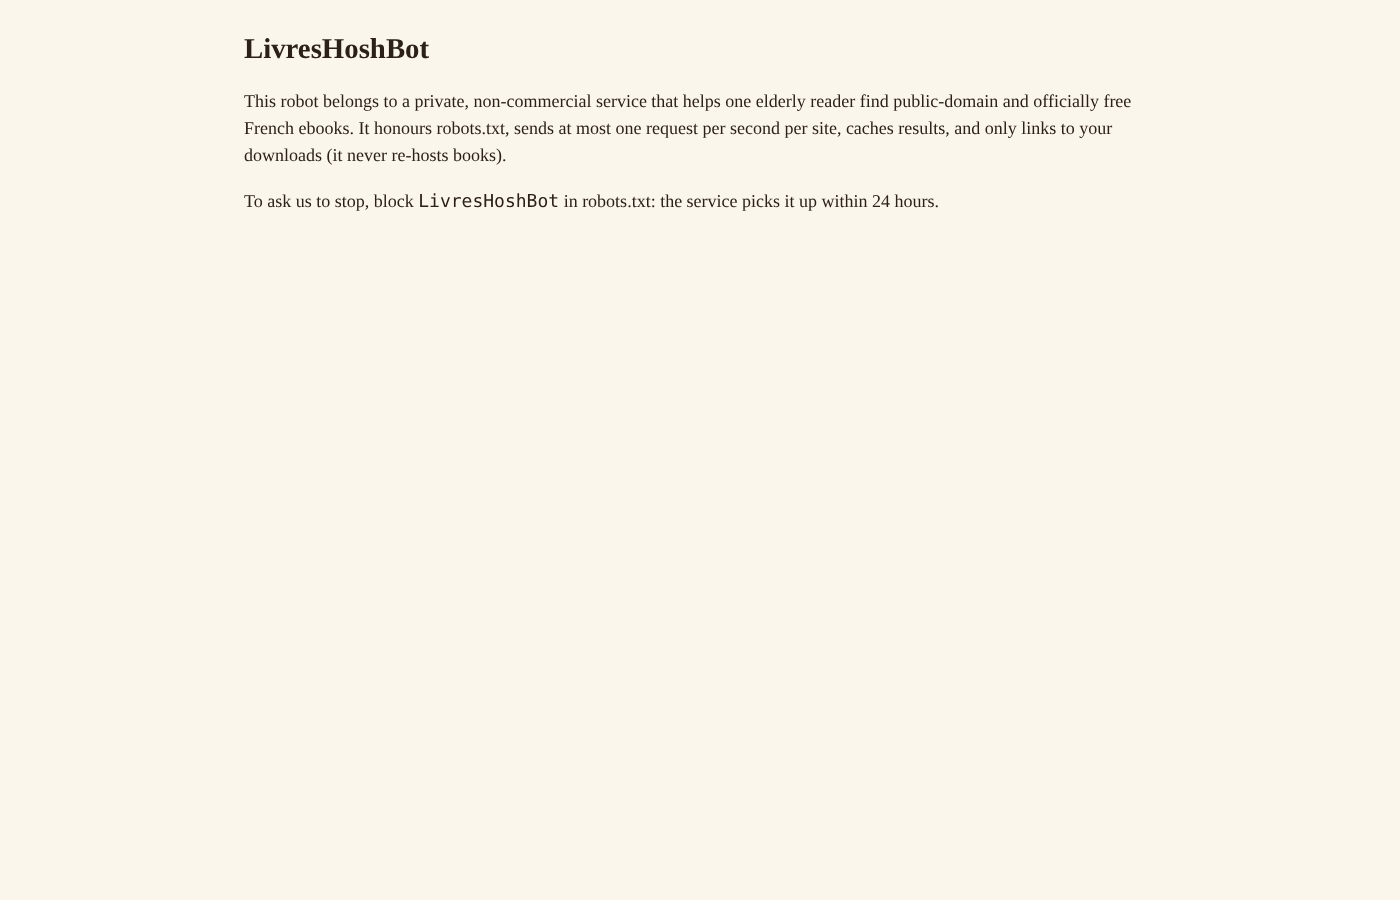 LivresHoshBot
This robot belongs to a private, non-commercial service that helps one elderly reader find public-domain and officially free
French ebooks. It honours robots.txt, sends at most one request per second per site, caches results, and only links to your
downloads (it never re-hosts books).
To ask us to stop, block LivresHoshBot in robots.txt: the service picks it up within 24 hours.